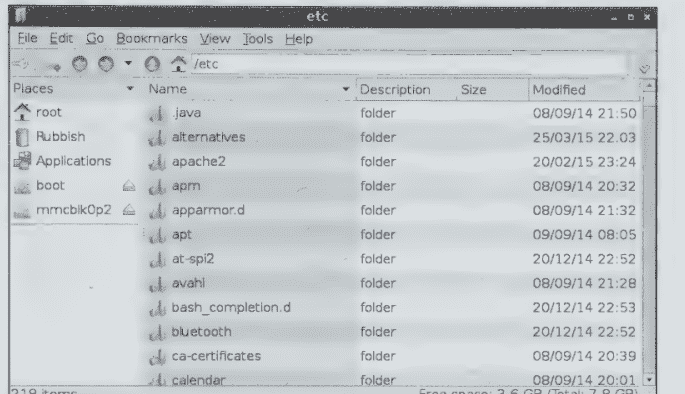 etc
File Edit Go Bookmarks View Tools Help
/etc
Places Name Description Size Modified
root .java folder 08/09/14 21:50
Rubbish alternatives folder 25/03/15 22.03
Applications apache2 folder 20/02/15 23:24
boot apm folder 08/09/14 20:32
mmcblk0p2 apparmor.d folder 08/09/14 21:32
apt folder 09/09/14 08:05
at-spi2 folder 20/12/14 22:52
avahi folder 08/09/14 21:28
bash_completion.d folder 20/12/14 22:53
bluetooth folder 20/12/14 22:52
ca-certificates folder 08/09/14 20:39
calendar folder 08/09/14 20:01
218 items Free space: 3.6 GB (Total: 7.8 GB)